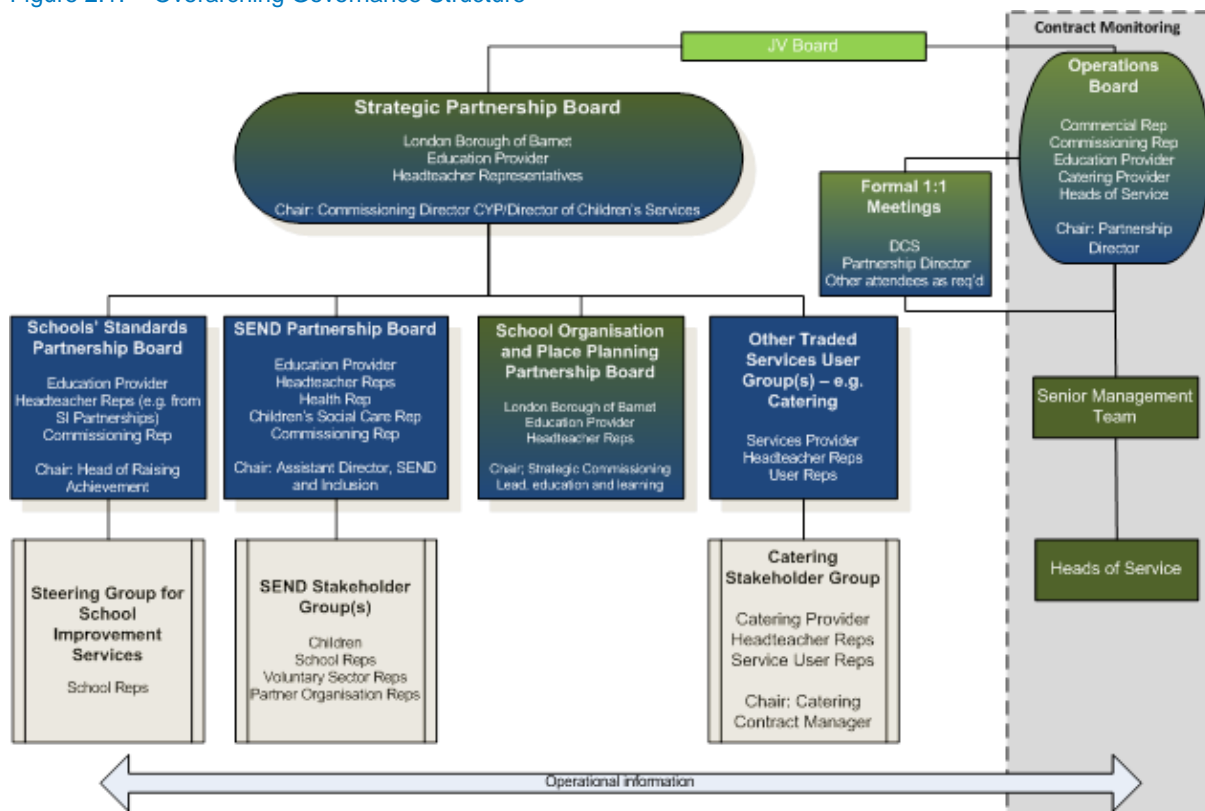 Figure 2.1: Overarching Governance Structure
Contract Monitoring
JV Board
Operations
Board
Commercial Rep
Commissioning Rep
Education Provider
Catering Provider
Heads of Service
Chair: Partnership
Director
Strategic Partnership Board
London Borough of Barnet
Education Provider
Headteacher Representatives
Chair: Commissioning Director CYP/Director of Children's Services
Formal 1:1
Meetings
DCS
Partnership Director
Other attendees as req'd
Schools' Standards
Partnership Board
Education Provider
Headteacher Reps (e.g. from
SI Partnerships)
Commissioning Rep
Chair: Head of Raising
Achievement
SEND Partnership Board
Education Provider
Headteacher Reps
Health Rep
Children's Social Care Rep
Commissioning Rep
Chair: Assistant Director, SEND
and Inclusion
School Organisation
and Place Planning
Partnership Board
London Borough of Barnet
Education Provider
Headteacher Reps
Chair; Strategic Commissioning
Lead, education and learning
Other Traded
Services User
Group(s) – e.g.
Catering
Services Provider
Headteacher Reps
User Reps
Senior Management
Team
Steering Group for
School
Improvement
Services
School Reps
SEND Stakeholder
Group(s)
Children
School Reps
Voluntary Sector Reps
Partner Organisation Reps
Catering
Stakeholder Group
Catering Provider
Headteacher Reps
Service User Reps
Chair: Catering
Contract Manager
Heads of Service
Operational information